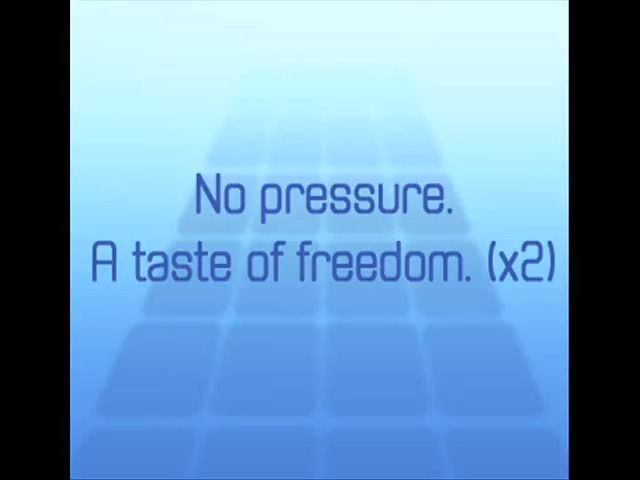 No pressure.
A taste of freedom. (x2)